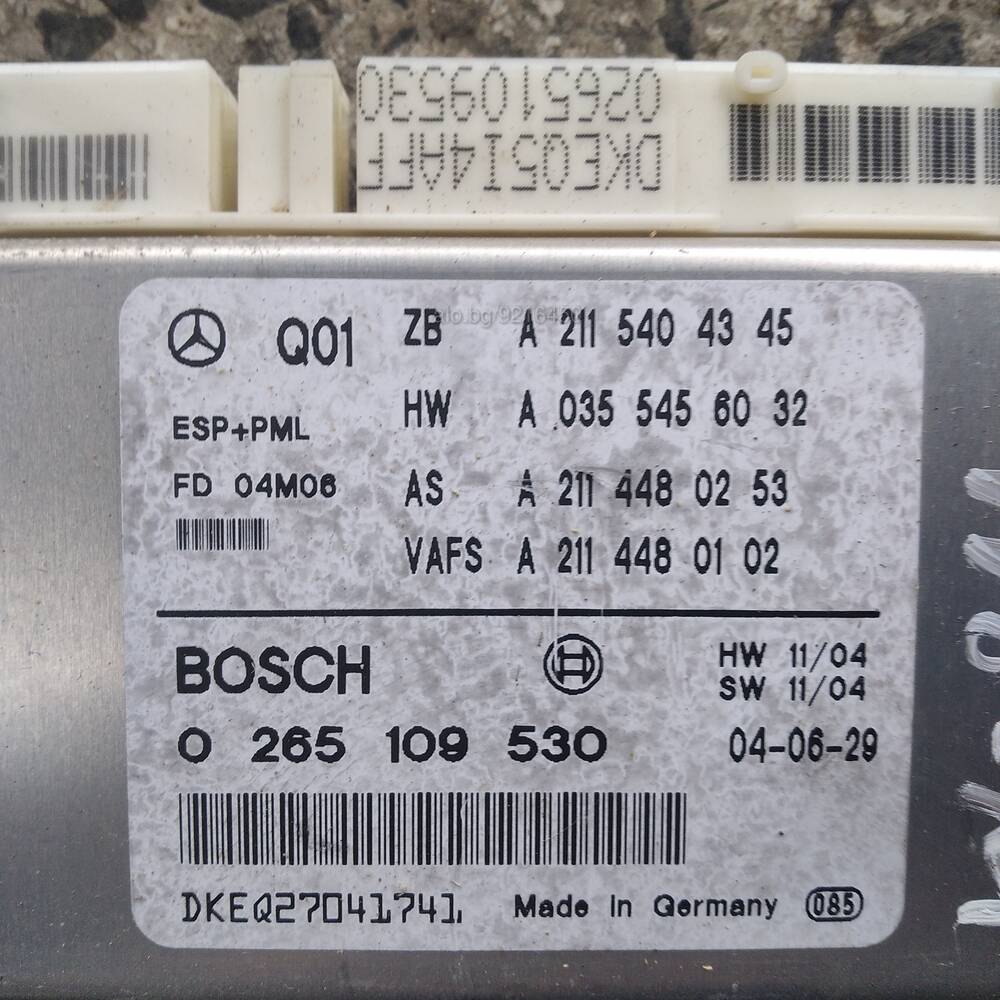 0265109530
DKE0514AFF
Q01
ESP+PML
FD 04M06
ZB A 211 540 43 45
HW A 035 545 60 32
AS A 211 448 02 53
VAFS A 211 448 01 02
BOSCH
HW 11/04
SW 11/04
0 265 109 530
04-06-29
DKEQ27041741
Made In Germany 085